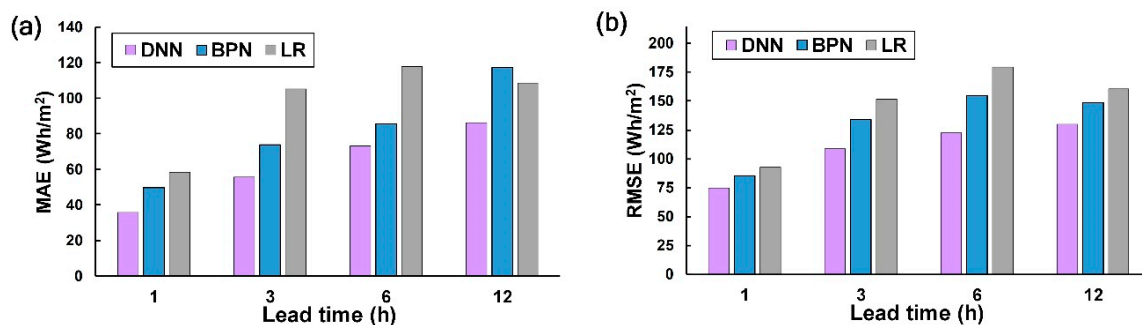 (a)
DNN BPN LR
MAE (Wh/m²)
140
120
100
80
60
40
20
0
1 3 6 12
Lead time (h)
(b)
DNN BPN LR
RMSE (Wh/m²)
200
175
150
125
100
75
50
25
0
1 3 6 12
Lead time (h)